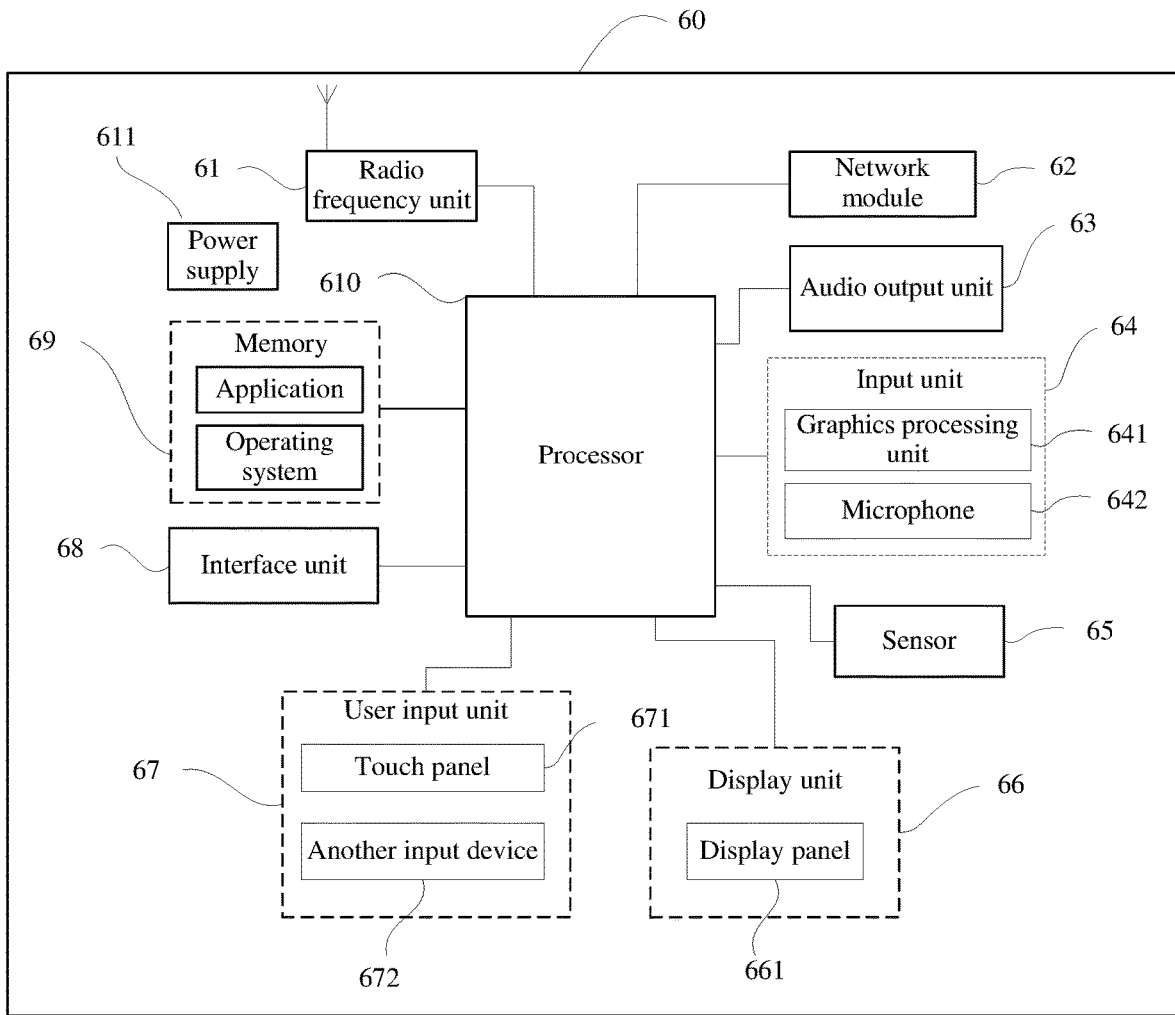 60
611
61
Radio
frequency unit
Network
module
62
Power
supply
63
Audio output unit
610
64
69
Memory
Application
Operating
system
Processor
Input unit
Graphics processing
unit
641
Microphone
642
68
Interface unit
Sensor
65
User input unit
671
67
Touch panel
Another input device
672
Display unit
66
Display panel
661